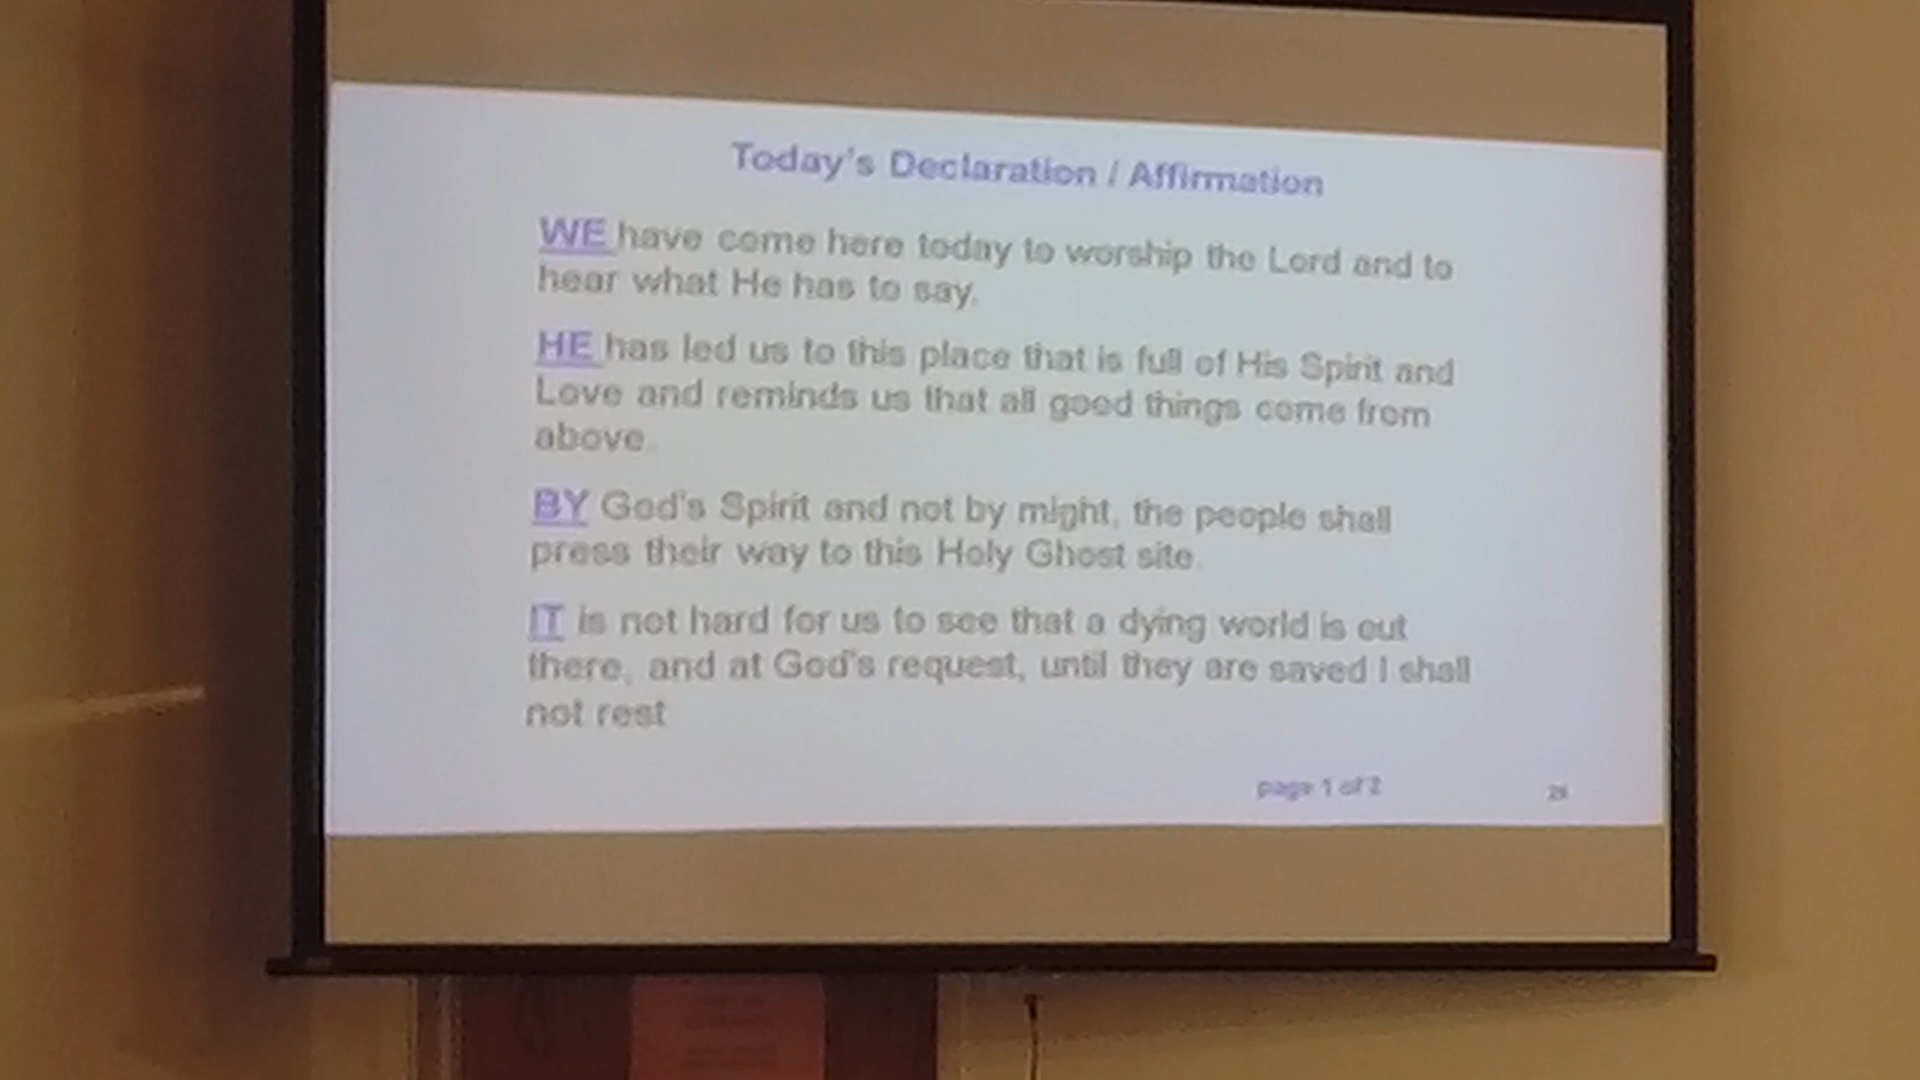 Today's Declaration / Affirmation
WE have come here today to worship the Lord and to
hear what He has to say.
HE has led us to this place that is full of His Spirit and
Love and reminds us that all good things come from
above.
BY God's Spirit and not by might, the people shall
press their way to this Holy Ghost site.
IT is not hard for us to see that a dying world is out
there, and at God's request, until they are saved I shall
not rest
page 1 of 2